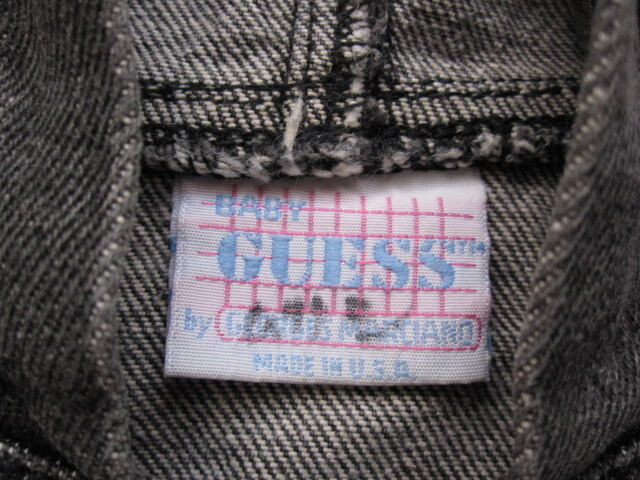 BABY
GUESS™
by GEORGES MARCIANO
MADE IN U.S.A.